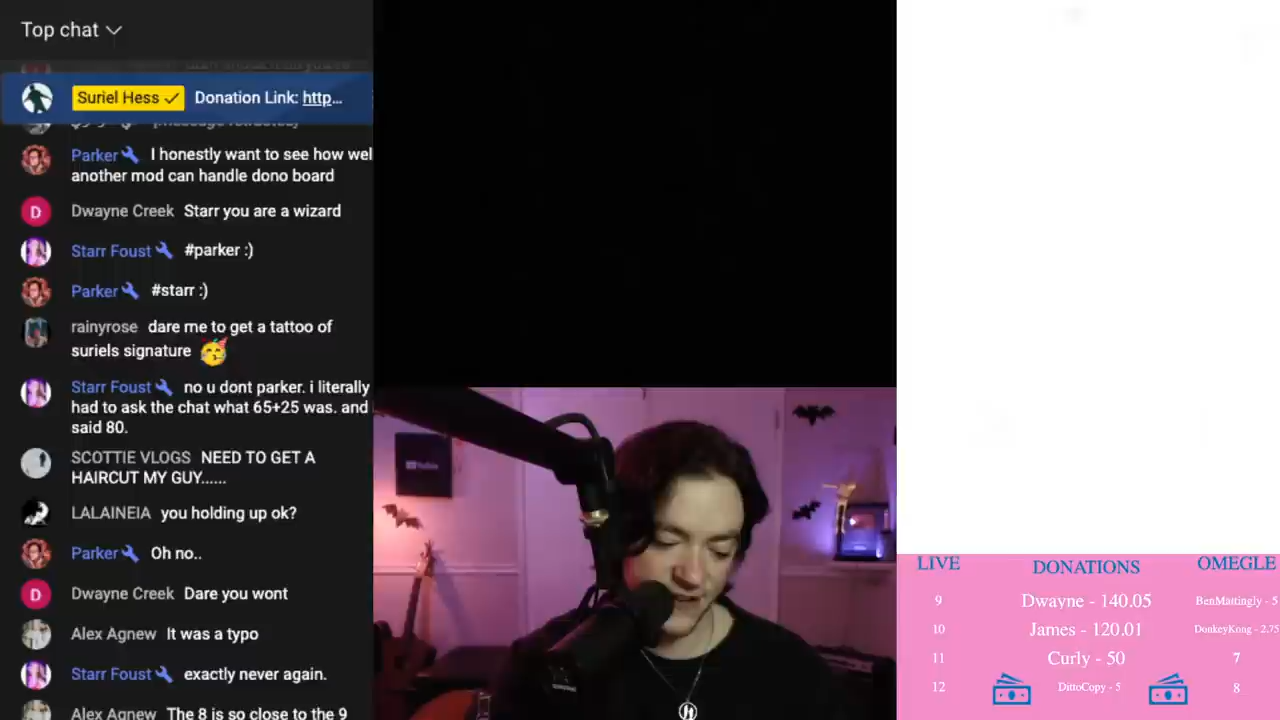 Top chat
Suriel Hess Donation Link: http...
Parker I honestly want to see how wel
another mod can handle dono board
Dwayne Creek Starr you are a wizard
Starr Foust #parker :)
Parker #starr :)
rainyrose dare me to get a tattoo of
suriels signature
Starr Foust no u dont parker. i literally
had to ask the chat what 65+25 was. and
said 80.
SCOTTIE VLOGS NEED TO GET A
HAIRCUT MY GUY......
LALAINEIA you holding up ok?
Parker Oh no..
D
Dwayne Creek Dare you wont
D
Alex Agnew It was a typo
Starr Foust exactly never again.
Alex Agnew The 8 is so close to the 9
YouTube
LIVE DONATIONS OMEGLE
9 Dwayne - 140.05 BenMattingly - 5
10 James - 120.01 DonkeyKong - 2.75
11 Curly - 50 7
12 DittoCopy - 5 8